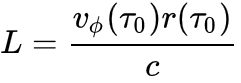 L = \frac{v_{\phi}(\tau_0) r(\tau_0)}{c}